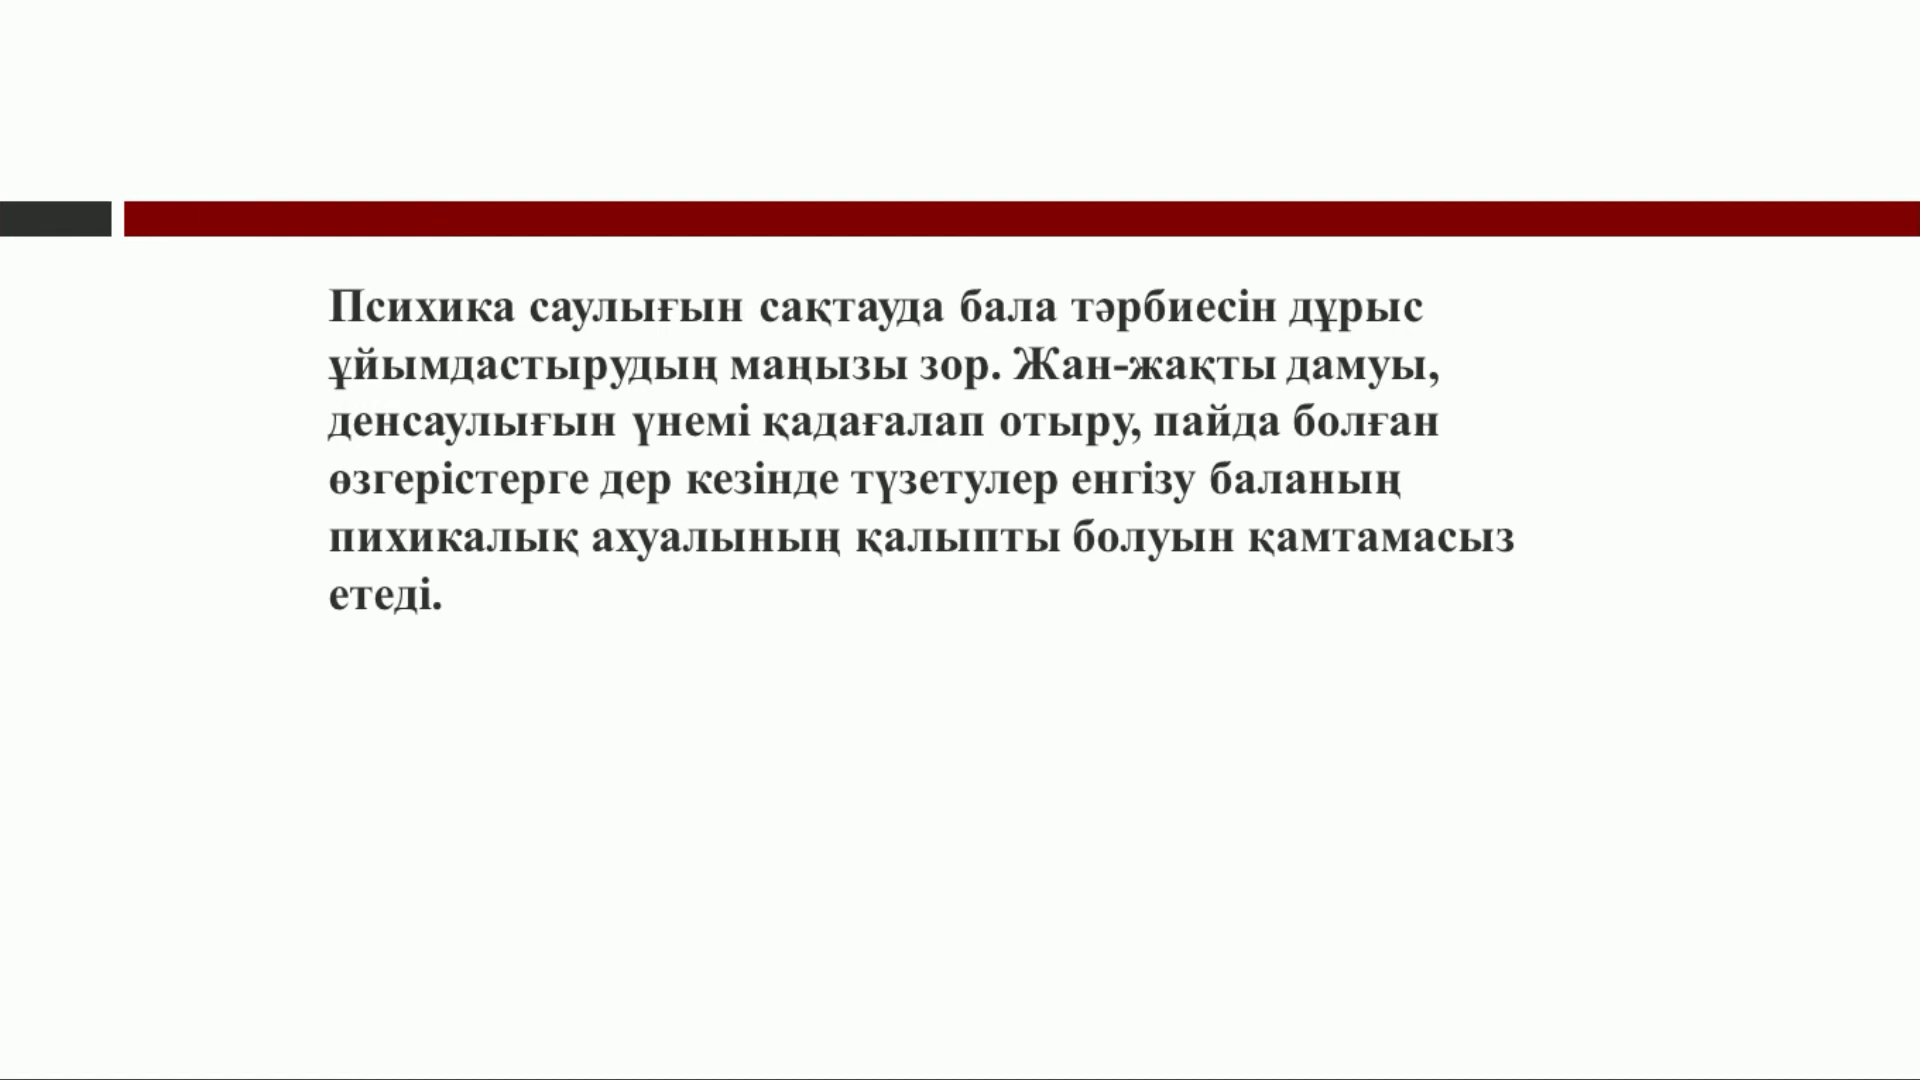 Психика саулығын сақтауда бала тәрбиесін дұрыс
ұйымдастырудың маңызы зор. Жан-жақты дамуы,
денсаулығын үнемі қадағалап отыру, пайда болған
өзгерістерге дер кезінде түзетулер енгізу баланың
пихикалық ахуалының қалыпты болуын қамтамасыз
етеді.